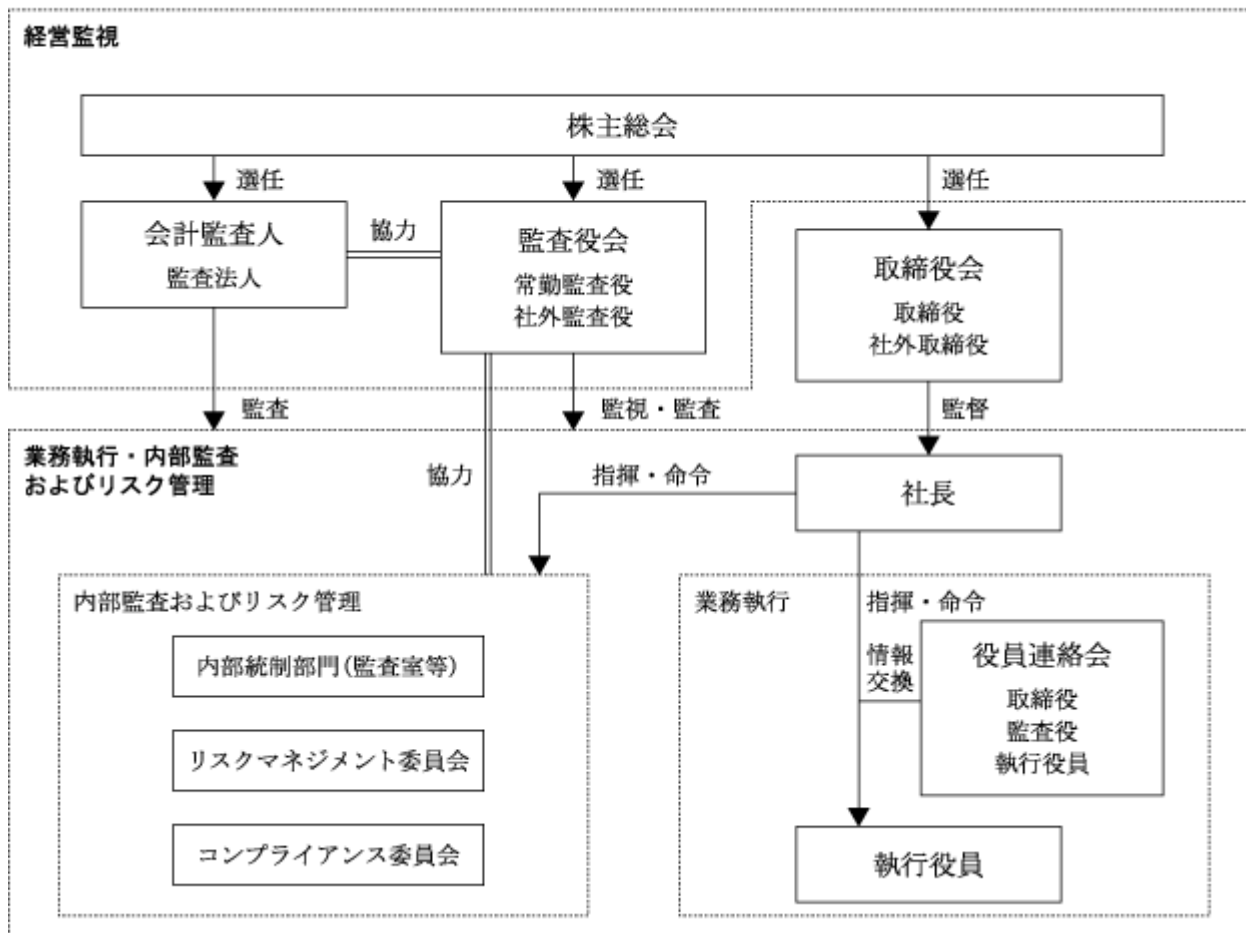 経営監視
株主総会
選任
選任
選任
会計監査人
監査法人
協力
監査役会
常勤監査役
社外監査役
取締役会
取締役
社外取締役
監査
監視・監査
監督
業務執行・内部監査
およびリスク管理
協力
指揮・命令
社長
内部監査およびリスク管理
内部統制部門(監査室等)
リスクマネジメント委員会
コンプライアンス委員会
業務執行
指揮・命令
情報
交換
役員連絡会
取締役
監査役
執行役員
執行役員